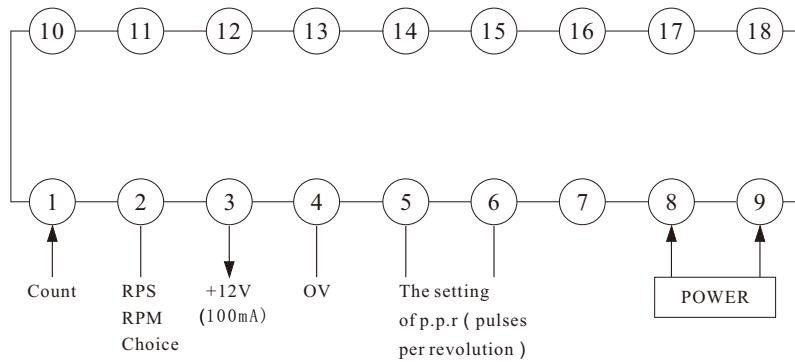 10 11 12 13 14 15 16 17 18
1 2 3 4 5 6 7 8 9
Count
RPS
RPM
Choice
+12V
(100mA)
OV
The setting
of p.p.r ( pulses
per revolution )
POWER